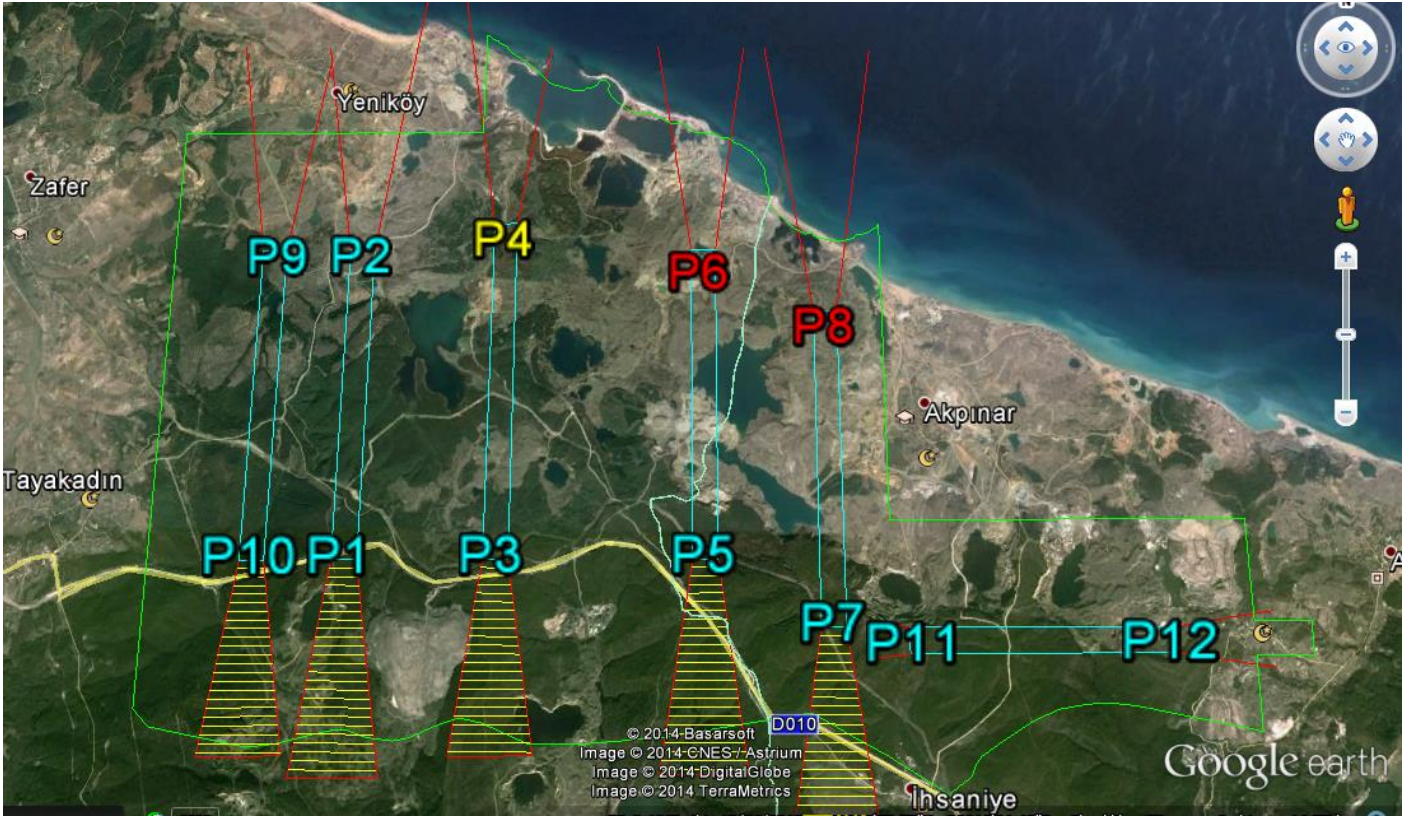 N
Yeniköy
Zafer
P9
P2
P4
P6
P8
Akpınar
Tayakadın
P10
P1
P3
P5
P7
P11
P12
D010
© 2014 Basarsoft
Image © 2014 CNES / Astrium
Image © 2014 DigitalGlobe
Image © 2014 TerraMetrics
Google earth
İhsaniye